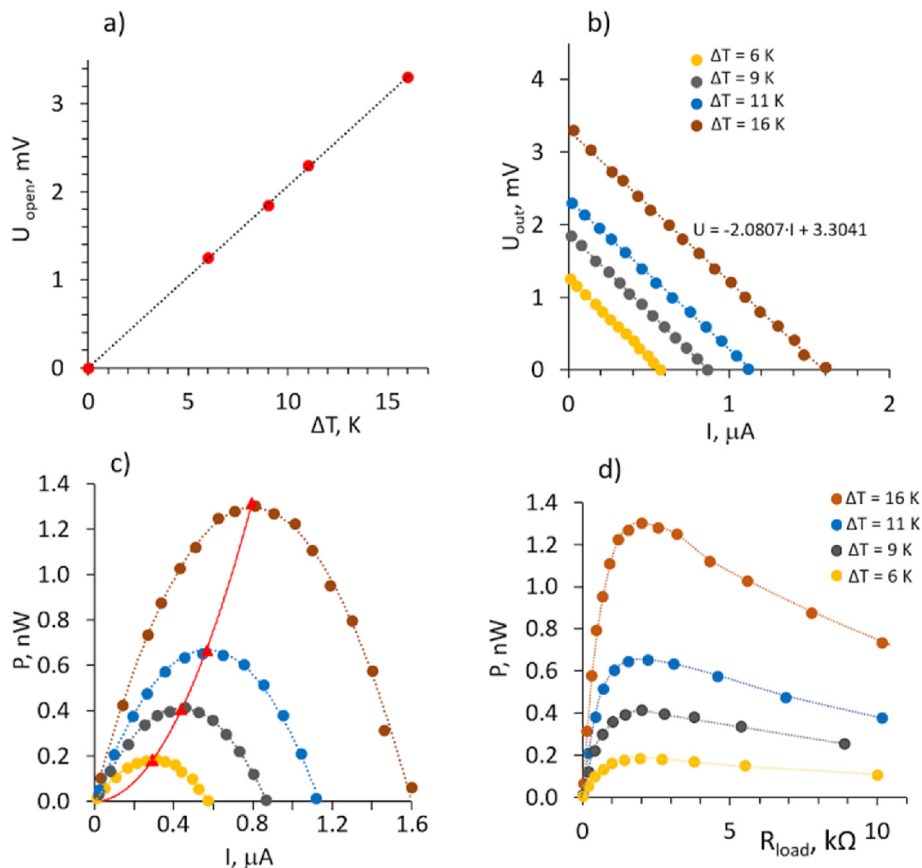 a)
U open, mV
3
2
1
0
0
5
10
15
ΔT, K
b)
ΔT = 6 K
ΔT = 9 K
ΔT = 11 K
ΔT = 16 K
U out, mV
4
3
2
1
0
U = -2.0807·I + 3.3041
0
1
2
I, μA
c)
P, nW
1.4
1.2
1.0
0.8
0.6
0.4
0.2
0.0
0
0.4
0.8
1.2
1.6
I, μA
d)
ΔT = 16 K
ΔT = 11 K
ΔT = 9 K
ΔT = 6 K
P, nW
1.4
1.2
1.0
0.8
0.6
0.4
0.2
0.0
0
5
10
R load, kΩ